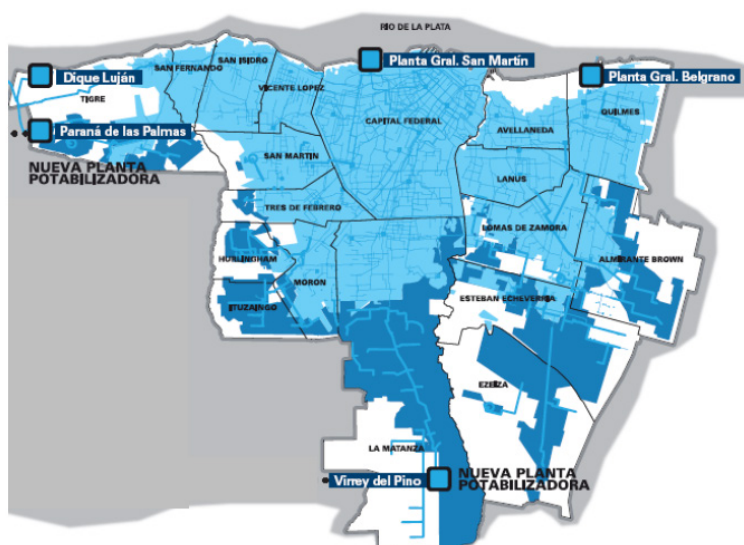 RIO DE LA PLATA
Planta Gral. San Martín
Dique Luján
SAN FERNANDO
SAN ISIDRO
VICENTE LOPEZ
Planta Gral. Belgrano
TIGRE
QUILMES
CAPITAL FEDERAL
AVELLANEDA
Paraná de las Palmas
NUEVA PLANTA
POTABILIZADORA
SAN MARTIN
LANUS
TRES DE FEBRERO
LOMAS DE ZAMORA
HURLINGHAM
ALMIRANTE BROWN
MORON
ITUZAINGO
ESTEBAN ECHEVERRIA
EZEIZA
LA MATANZA
Virrey del Pino
NUEVA PLANTA
POTABILIZADORA